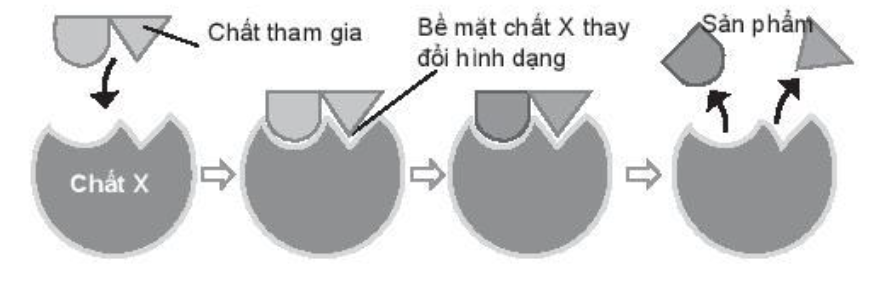 Chất tham gia
Bề mặt chất X thay
đổi hình dạng
Sản phẩm
Chất X